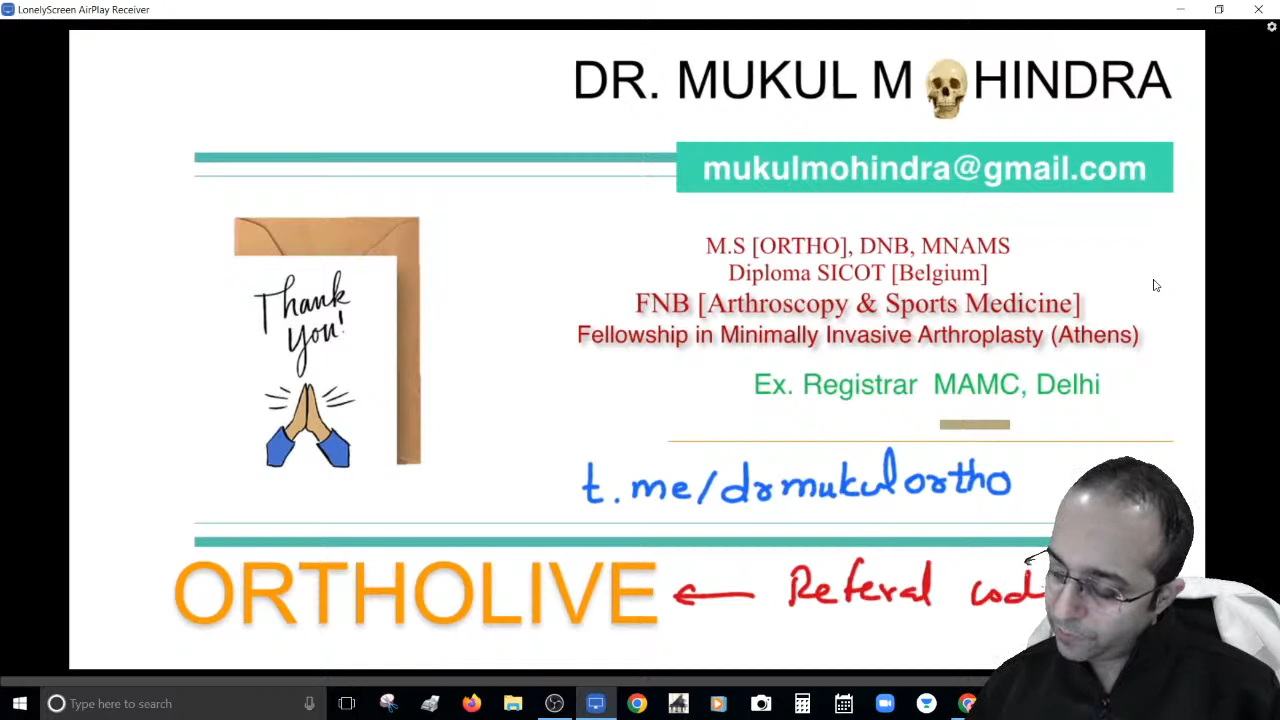 LonelyScreen AirPlay Receiver
DR. MUKUL M HINDRA
mukulmohindra@gmail.com
Thank
you!
M.S [ORTHO], DNB, MNAMS
Diploma SICOT [Belgium]
FNB [Arthroscopy & Sports Medicine]
Fellowship in Minimally Invasive Arthroplasty (Athens)
Ex. Registrar MAMC, Delhi
t.me/drmukulortho
ORTHOLIVE ← Referal cod
Type here to search